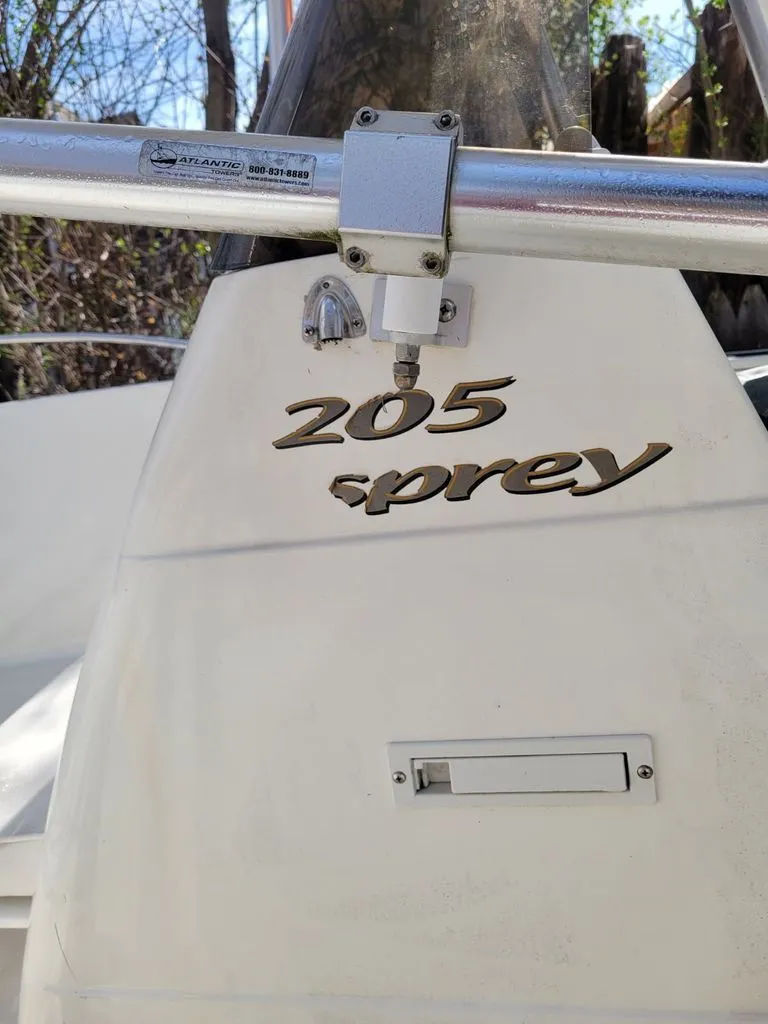 ATLANTIC
TOWERS
800-831-8889
www.atlantictowers.com
205
sprey